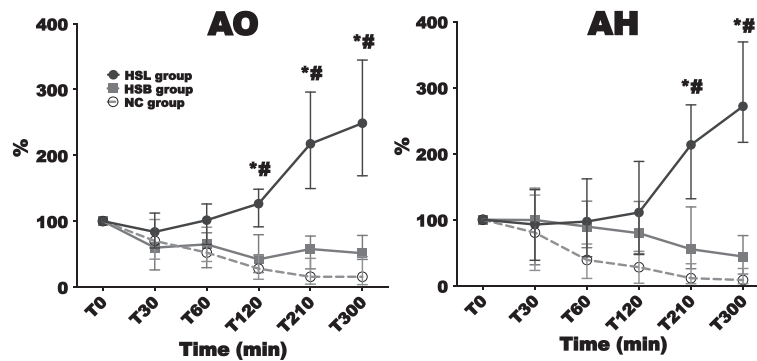 AO
400
300
200
100
0
%
HSL group
HSB group
NC group
*#
*#
*#
T0
T30
T60
T120
T210
T300
Time (min)
AH
400
300
200
100
0
%
*#
*#
T0
T30
T60
T120
T210
T300
Time (min)